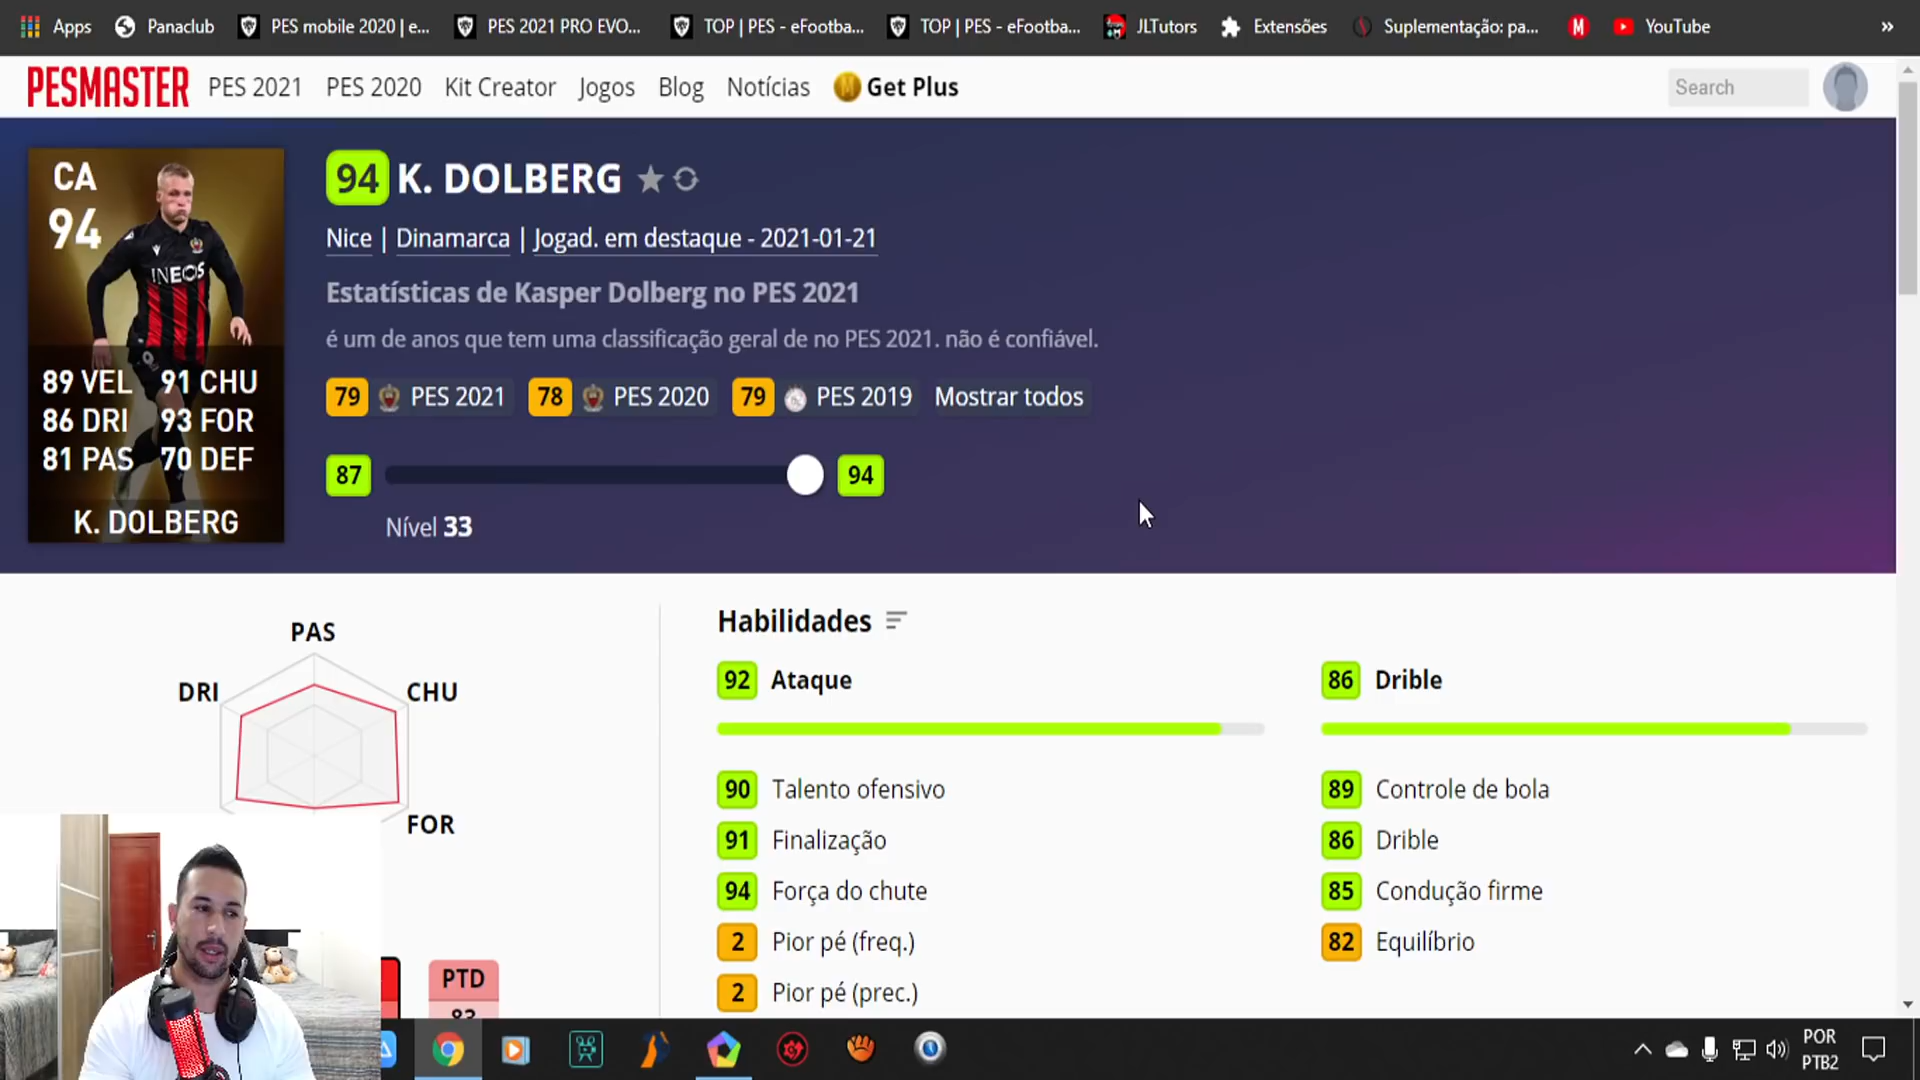 Apps Panaclub PES mobile 2020 | e... PES 2021 PRO EVO... TOP | PES - eFootba... TOP | PES - eFootba... JLTutors Extensões Suplementação: pa... M YouTube »
PESMASTER PES 2021 PES 2020 Kit Creator Jogos Blog Notícias Get Plus Search
CA
94
INEOS
89 VEL 91 CHU
86 DRI 93 FOR
81 PAS 70 DEF
K. DOLBERG
94 K. DOLBERG
Nice | Dinamarca | Jogad. em destaque - 2021-01-21
Estatísticas de Kasper Dolberg no PES 2021
é um de anos que tem uma classificação geral de no PES 2021. não é confiável.
79 PES 2021 78 PES 2020 79 PES 2019 Mostrar todos
87 94
Nível 33
PAS
DRI CHU
FOR
PTD
83
Habilidades
92 Ataque
90 Talento ofensivo
91 Finalização
94 Força do chute
2 Pior pé (freq.)
2 Pior pé (prec.)
86 Drible
89 Controle de bola
86 Drible
85 Condução firme
82 Equilíbrio
POR
PTB2